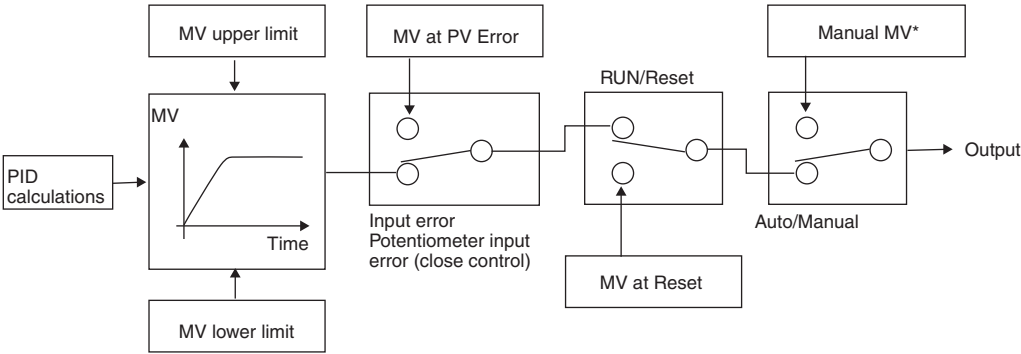 MV upper limit
MV at PV Error
Manual MV*
RUN/Reset
MV
PID
calculations
Time
Output
Input error
Potentiometer input
error (close control)
Auto/Manual
MV at Reset
MV lower limit